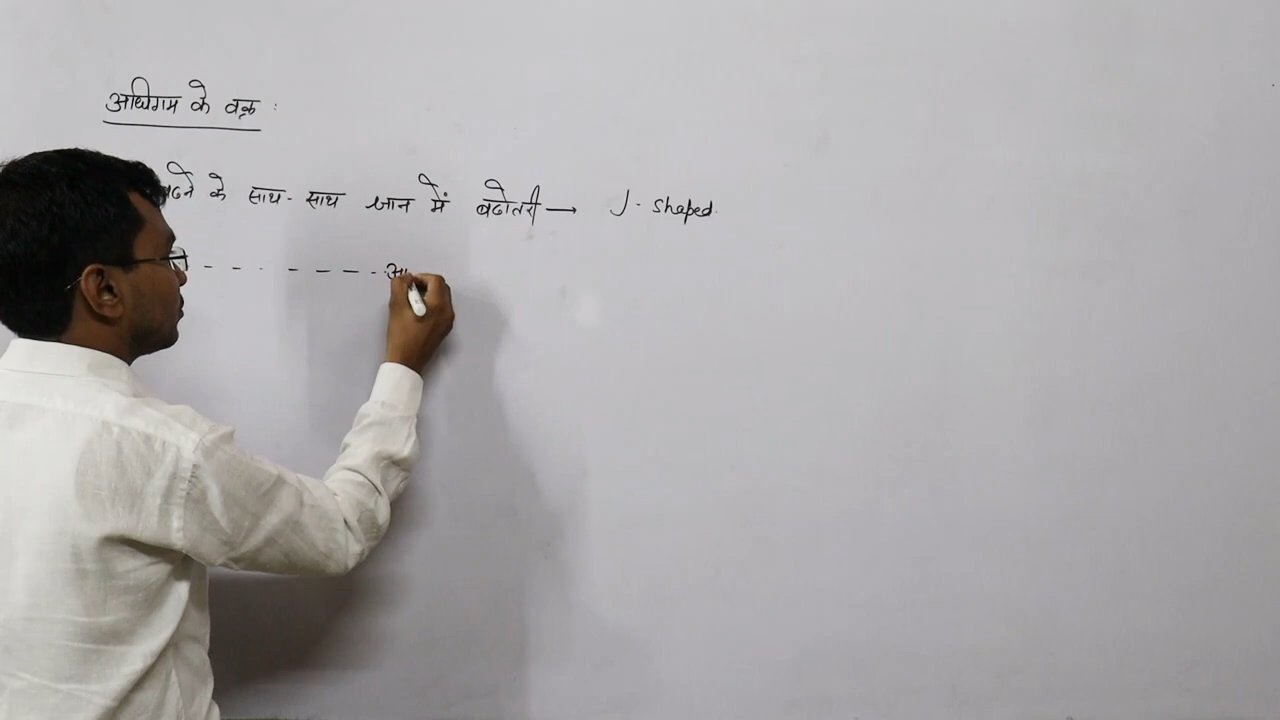 अधिगम के वक्र :
के साथ - साथ ज्ञान में बढोतरी → J - shaped.
- - - - - - -